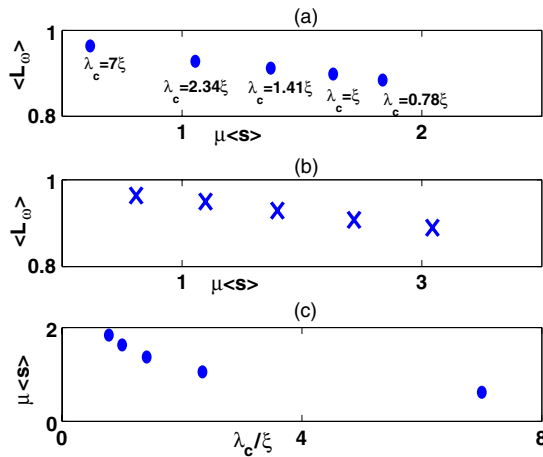 (a)
1
<L_ω>
0.8
λ_c=7ξ
λ_c=2.34ξ
λ_c=1.41ξ
λ_c=ξ
λ_c=0.78ξ
1
2
μ<s>
(b)
1
<L_ω>
0.8
1
3
μ<s>
(c)
2
μ<s>
0
0
4
8
λ_c/ξ